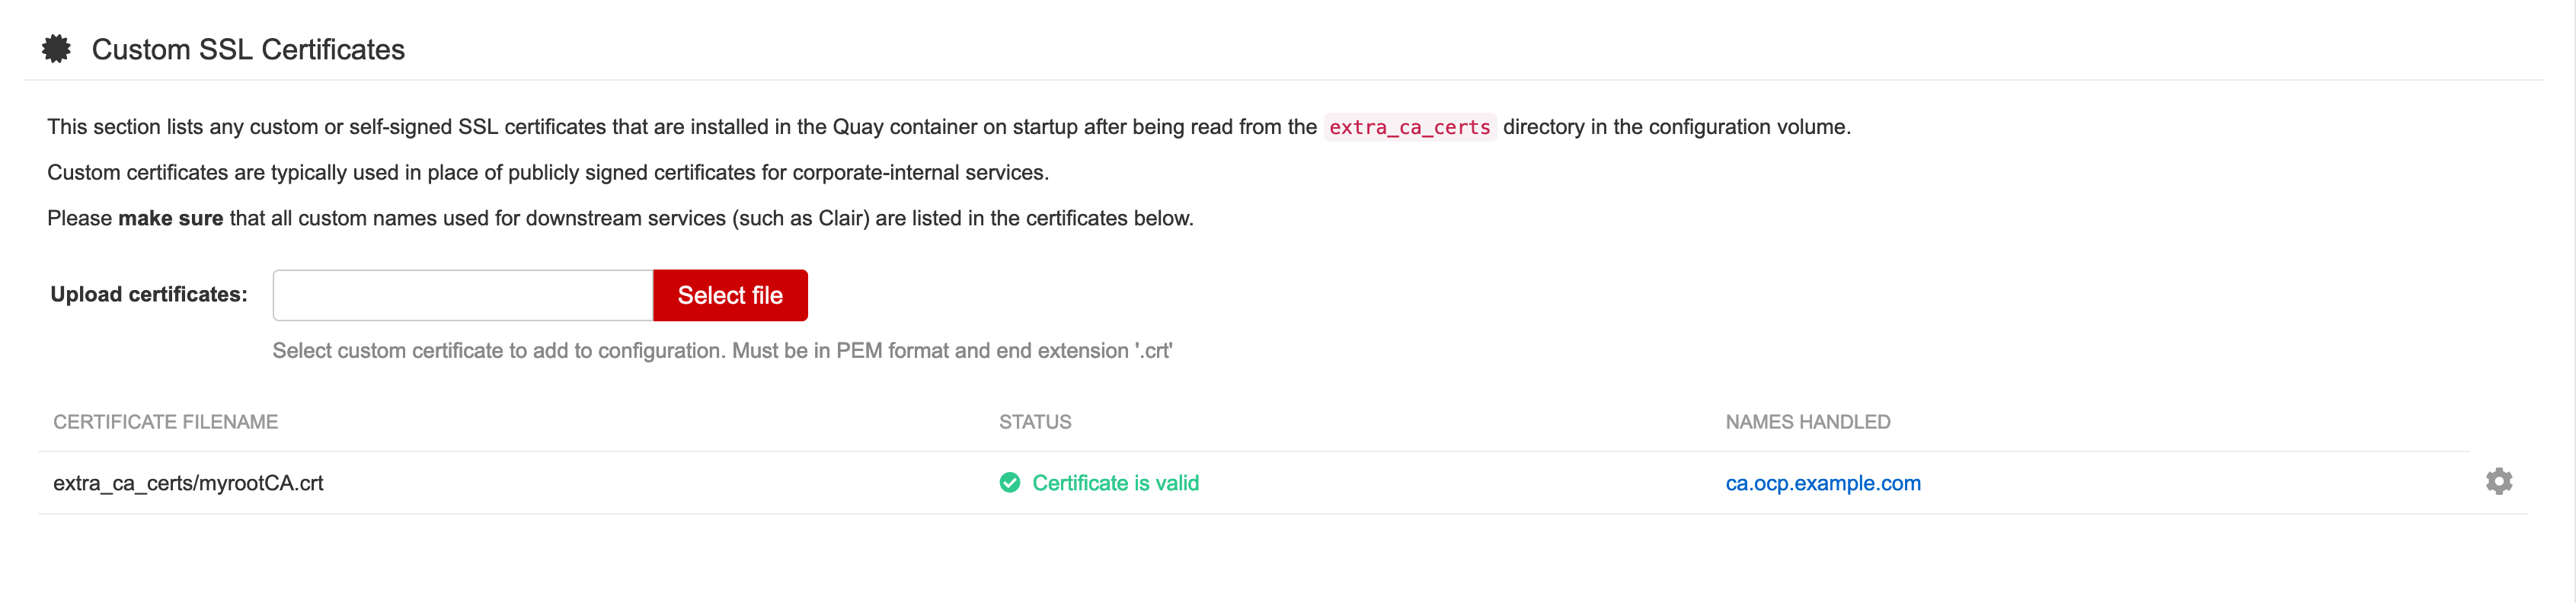 Custom SSL Certificates
This section lists any custom or self-signed SSL certificates that are installed in the Quay container on startup after being read from the extra_ca_certs directory in the configuration volume.
Custom certificates are typically used in place of publicly signed certificates for corporate-internal services.
Please make sure that all custom names used for downstream services (such as Clair) are listed in the certificates below.
Upload certificates: Select file
Select custom certificate to add to configuration. Must be in PEM format and end extension '.crt'
CERTIFICATE FILENAME STATUS NAMES HANDLED
extra_ca_certs/myrootCA.crt Certificate is valid ca.ocp.example.com